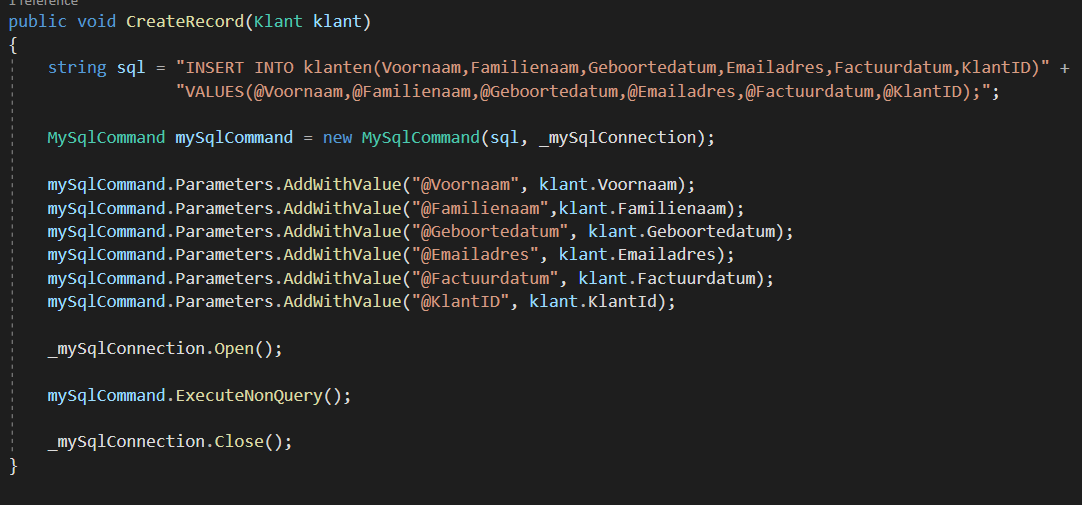 1 reference
public void CreateRecord(Klant klant)
{
string sql = "INSERT INTO klanten(Voornaam,Familienaam,Geboortedatum,Emailadres,Factuurdatum,KlantID)" +
"VALUES(@Voornaam,@Familienaam,@Geboortedatum,@Emailadres,@Factuurdatum,@KlantID);";
MySqlCommand mySqlCommand = new MySqlCommand(sql, _mySqlConnection);
mySqlCommand.Parameters.AddWithValue("@Voornaam", klant.Voornaam);
mySqlCommand.Parameters.AddWithValue("@Familienaam",klant.Familienaam);
mySqlCommand.Parameters.AddWithValue("@Geboortedatum", klant.Geboortedatum);
mySqlCommand.Parameters.AddWithValue("@Emailadres", klant.Emailadres);
mySqlCommand.Parameters.AddWithValue("@Factuurdatum", klant.Factuurdatum);
mySqlCommand.Parameters.AddWithValue("@KlantID", klant.KlantId);
_mySqlConnection.Open();
mySqlCommand.ExecuteNonQuery();
_mySqlConnection.Close();
}